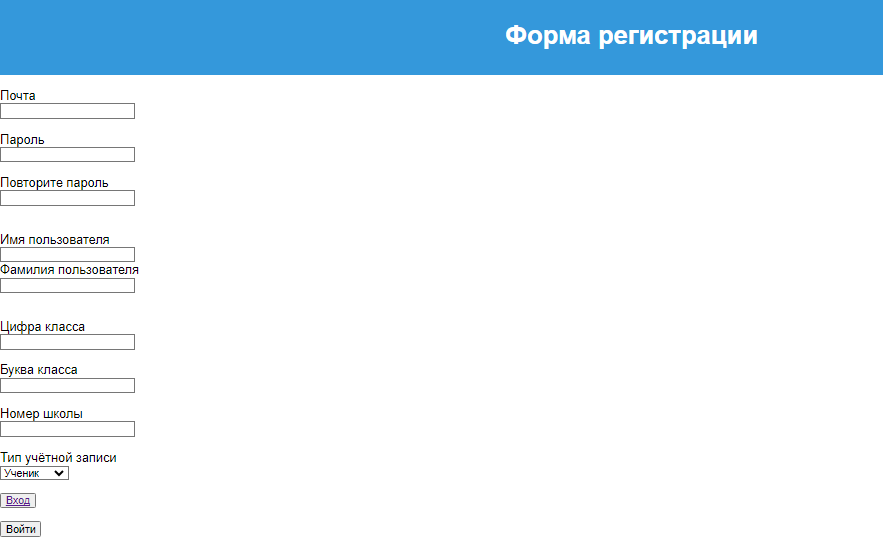 Форма регистрации
Почта
Пароль
Повторите пароль
Имя пользователя
Фамилия пользователя
Цифра класса
Буква класса
Номер школы
Тип учётной записи
Ученик
Вход
Войти